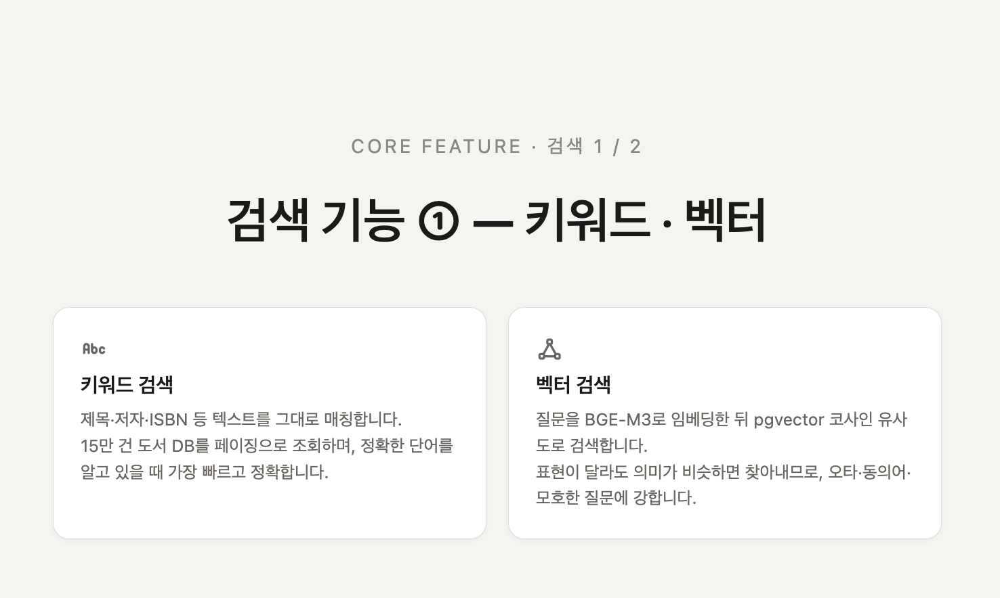 CORE FEATURE · 검색 1 / 2
검색 기능 ① — 키워드 · 벡터
Abc
키워드 검색
제목·저자·ISBN 등 텍스트를 그대로 매칭합니다.
15만 건 도서 DB를 페이징으로 조회하며, 정확한 단어를
알고 있을 때 가장 빠르고 정확합니다.
벡터 검색
질문을 BGE-M3로 임베딩한 뒤 pgvector 코사인 유사
도로 검색합니다.
표현이 달라도 의미가 비슷하면 찾아내므로, 오타·동의어·
모호한 질문에 강합니다.